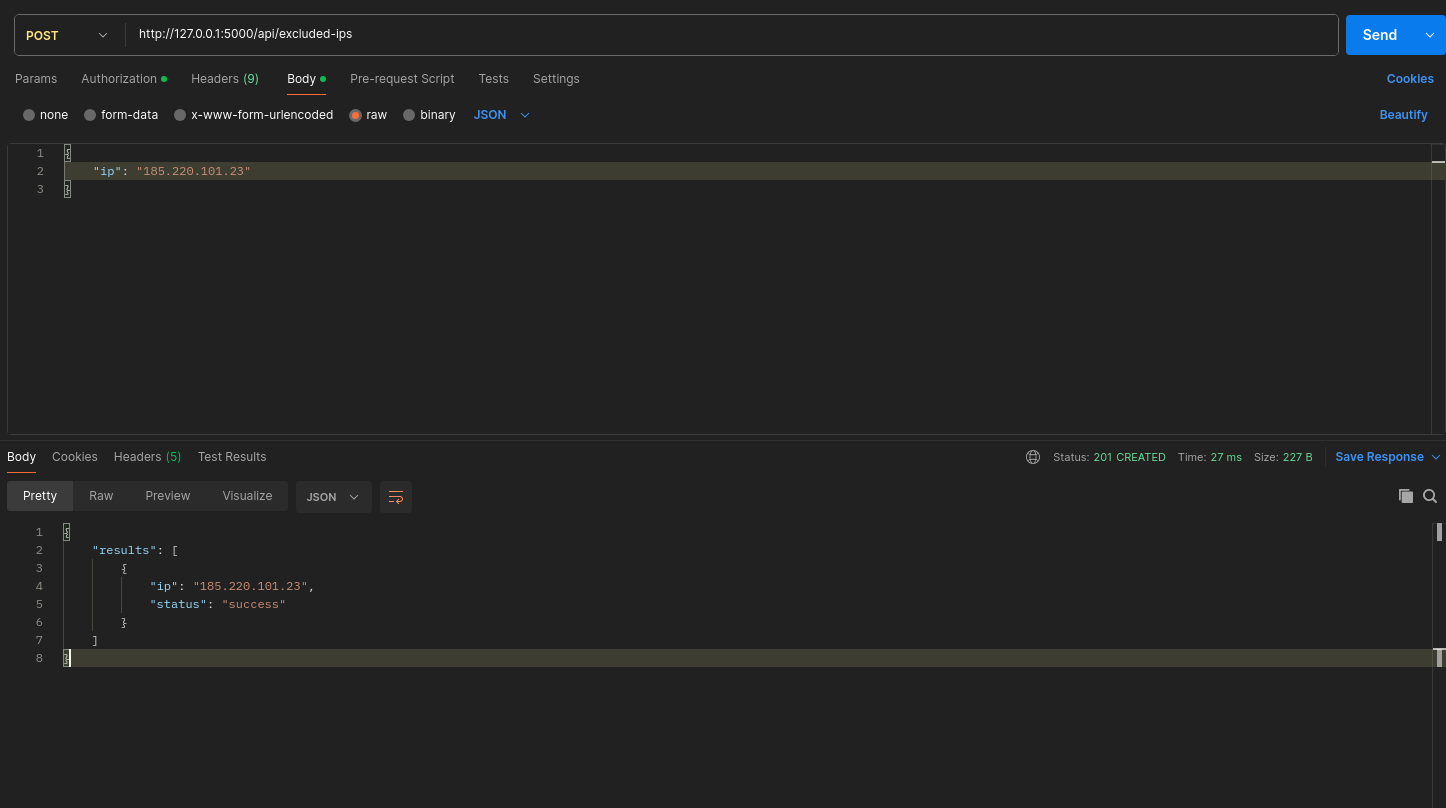 POST http://127.0.0.1:5000/api/excluded-ips Send
Params Authorization Headers (9) Body Pre-request Script Tests Settings Cookies
none form-data x-www-form-urlencoded raw binary JSON Beautify
1 {
2 "ip": "185.220.101.23"
3 }
Body Cookies Headers (5) Test Results Status: 201 CREATED Time: 27 ms Size: 227 B Save Response
Pretty Raw Preview Visualize JSON
1 {
2 "results": [
3 {
4 "ip": "185.220.101.23",
5 "status": "success"
6 }
7 ]
8 }